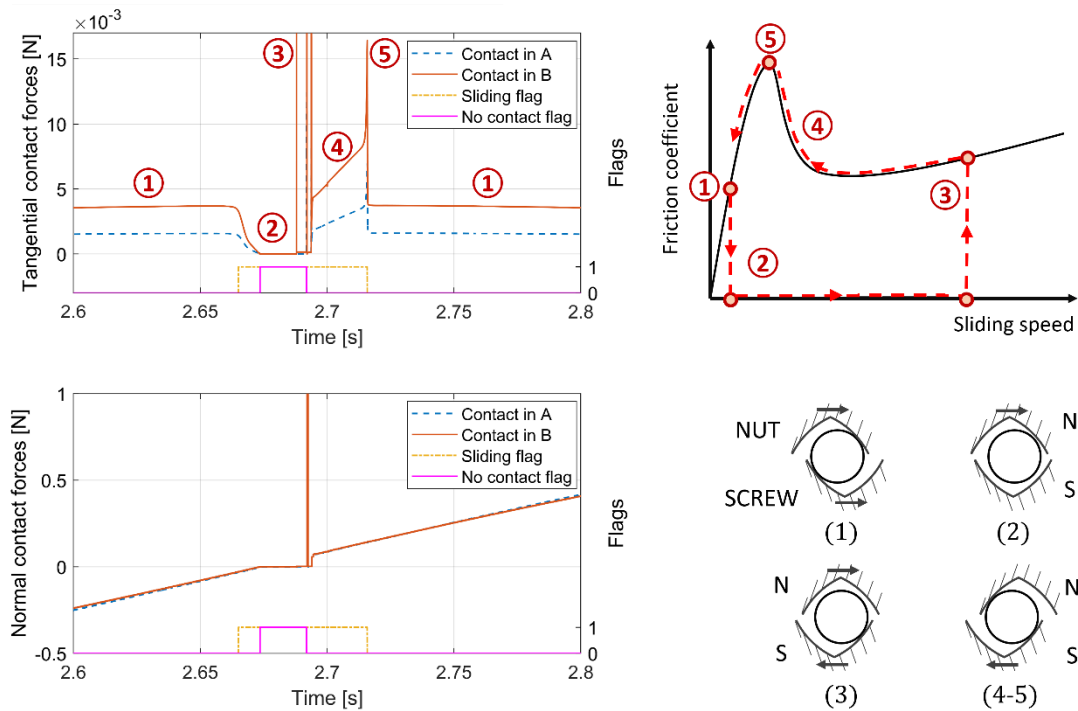 ×10⁻³
Tangential contact forces [N]
15
10
5
0
Contact in A
Contact in B
Sliding flag
No contact flag
①
②
③
④
⑤
①
Flags
1
0
2.6
2.65
2.7
2.75
2.8
Time [s]
Friction coefficient
⑤
④
①
③
②
Sliding speed
Normal contact forces [N]
1
0.5
0
-0.5
Contact in A
Contact in B
Sliding flag
No contact flag
Flags
1
0
2.6
2.65
2.7
2.75
2.8
Time [s]
NUT
SCREW
(1)
N
S
(2)
N
S
(3)
N
S
(4-5)